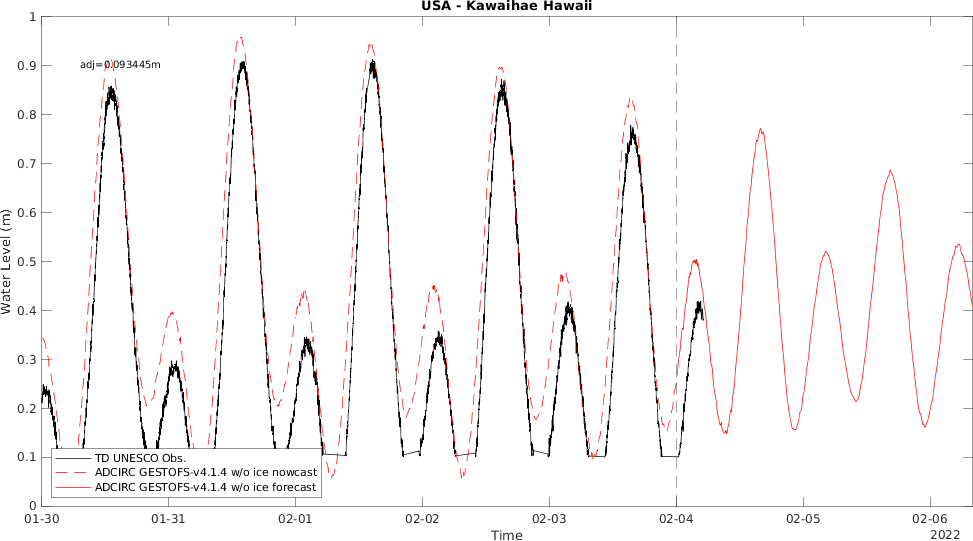 USA - Kawaihae Hawaii
adj=0.093445m
Water Level (m)
1
0.9
0.8
0.7
0.6
0.5
0.4
0.3
0.2
0.1
0
TD UNESCO Obs.
ADCIRC GESTOFS-v4.1.4 w/o ice nowcast
ADCIRC GESTOFS-v4.1.4 w/o ice forecast
01-30 01-31 02-01 02-02 02-03 02-04 02-05 02-06
Time
2022